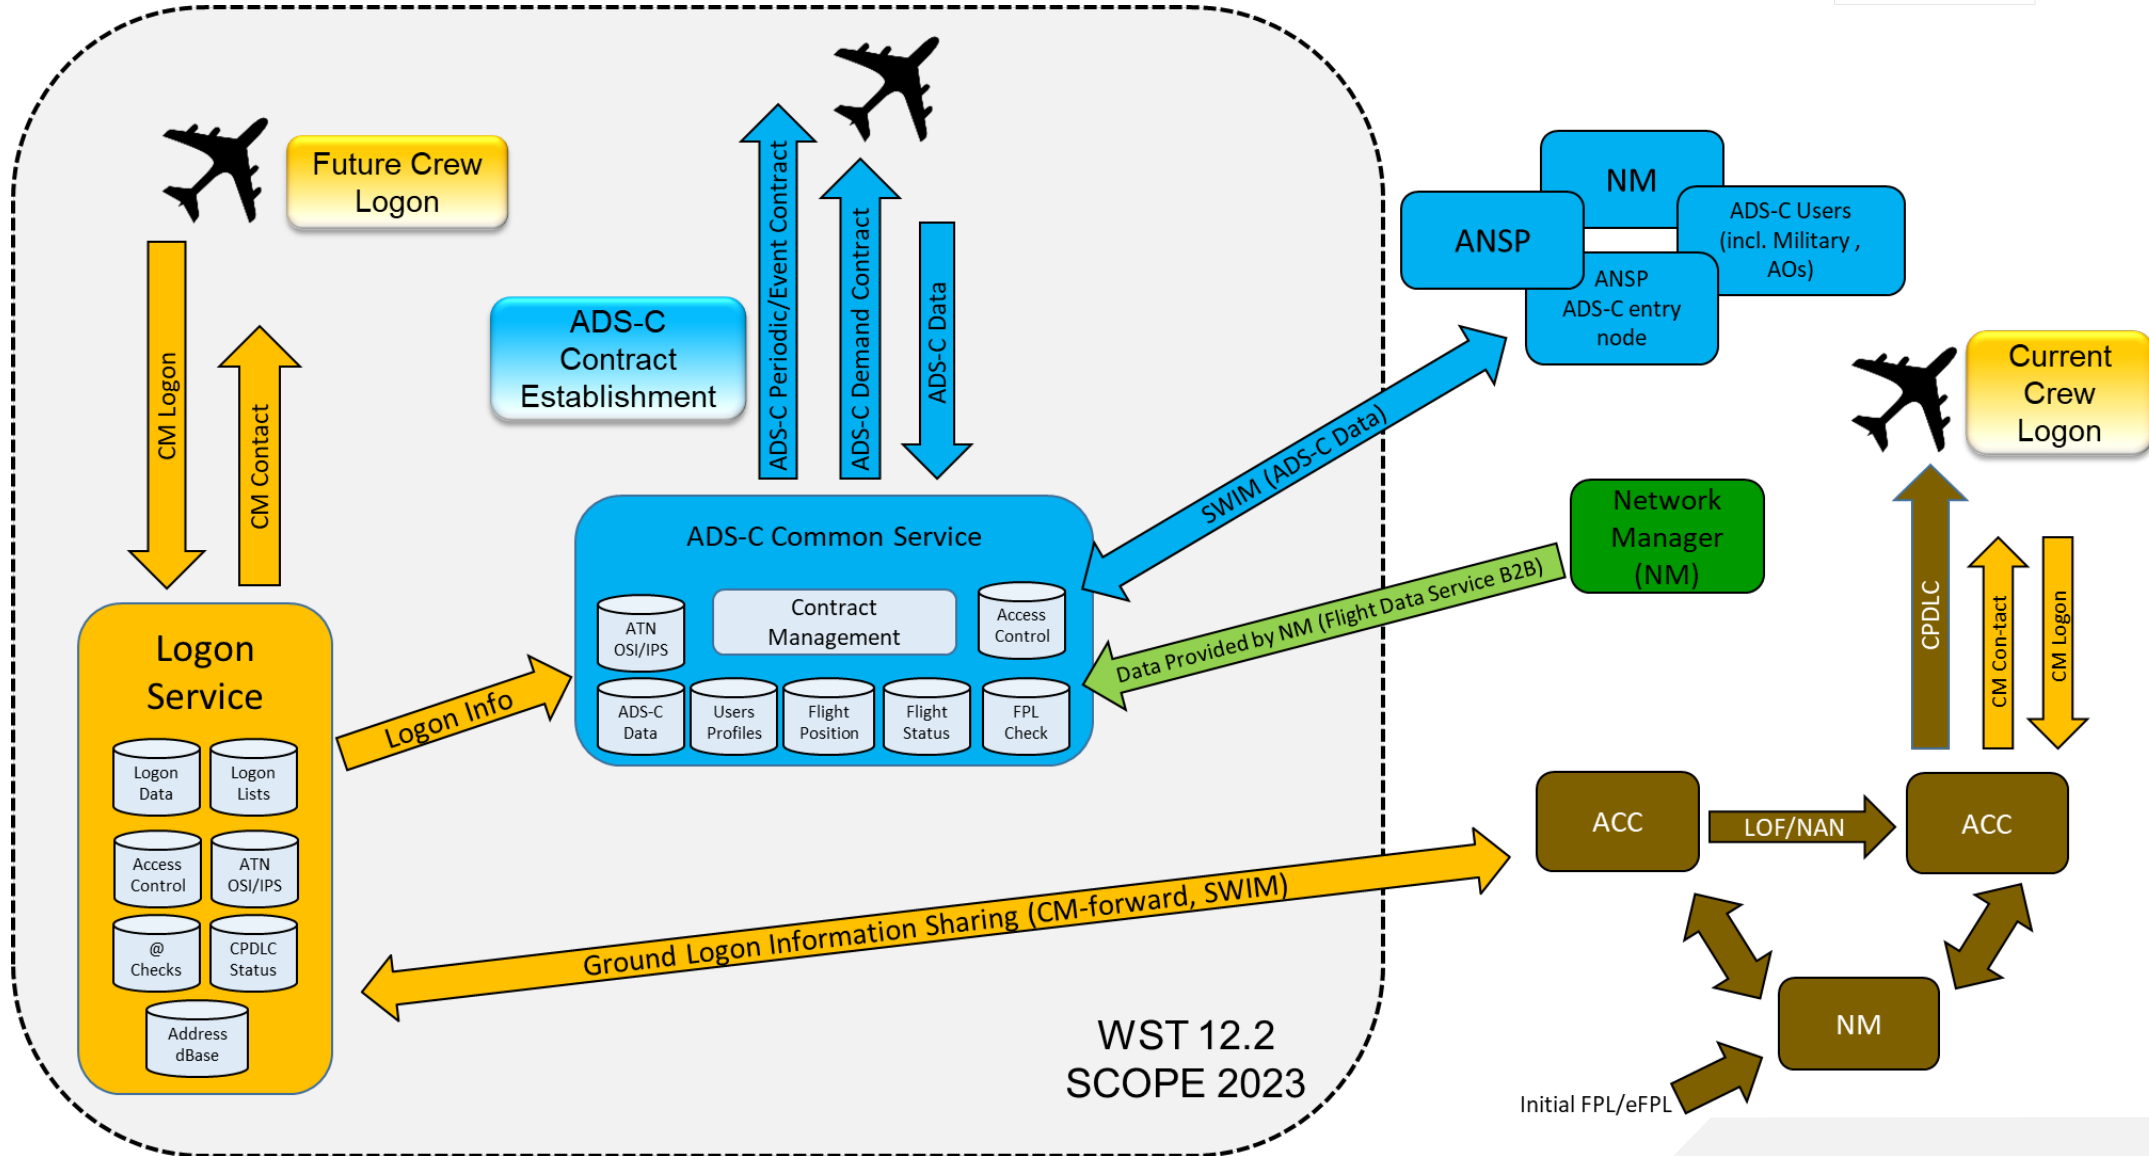 Future Crew
Logon
CM Logon
CM Contact
Logon
Service
Logon
Data
Logon
Lists
Access
Control
ATN
OSI/IPS
@
Checks
CPDLC
Status
Address
dBase
Logon Info
ADS-C
Contract
Establishment
ADS-C Periodic/Event Contract
ADS-C Demand Contract
ADS-C Data
ADS-C Common Service
ATN
OSI/IPS
Contract
Management
Access
Control
ADS-C
Data
Users
Profiles
Flight
Position
Flight
Status
FPL
Check
SWIM (ADS-C Data)
Data Provided by NM (Flight Data Service B2B)
Ground Logon Information Sharing (CM-forward, SWIM)
WST 12.2
SCOPE 2023
NM
ANSP
ADS-C Users
(incl. Military ,
AOs)
ANSP
ADS-C entry
node
Network
Manager
(NM)
Current
Crew
Logon
CPDLC
CM Con-tact
CM Logon
ACC
LOF/NAN
ACC
NM
Initial FPL/eFPL